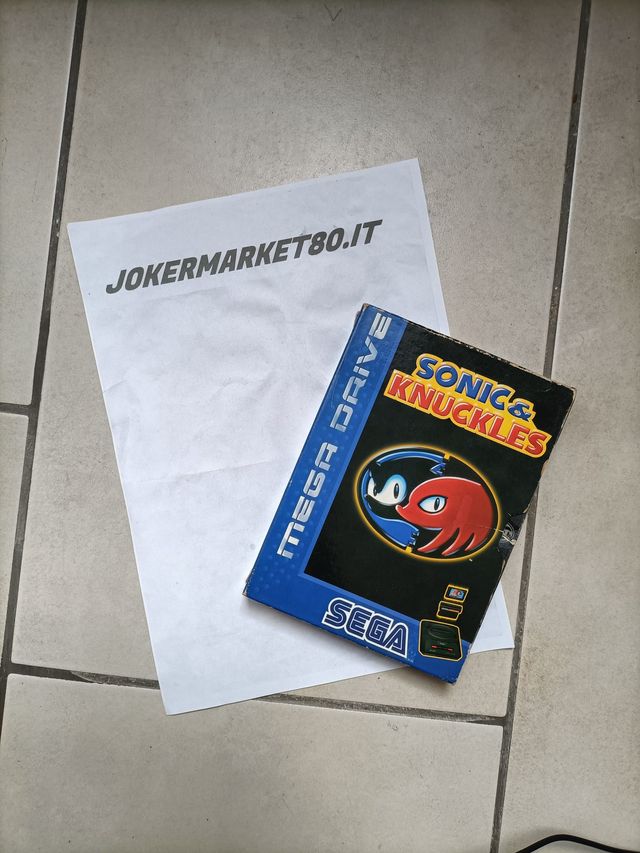 JOKERMARKET80.IT
MEGA DRIVE
SONIC &
KNUCKLES
SEGA